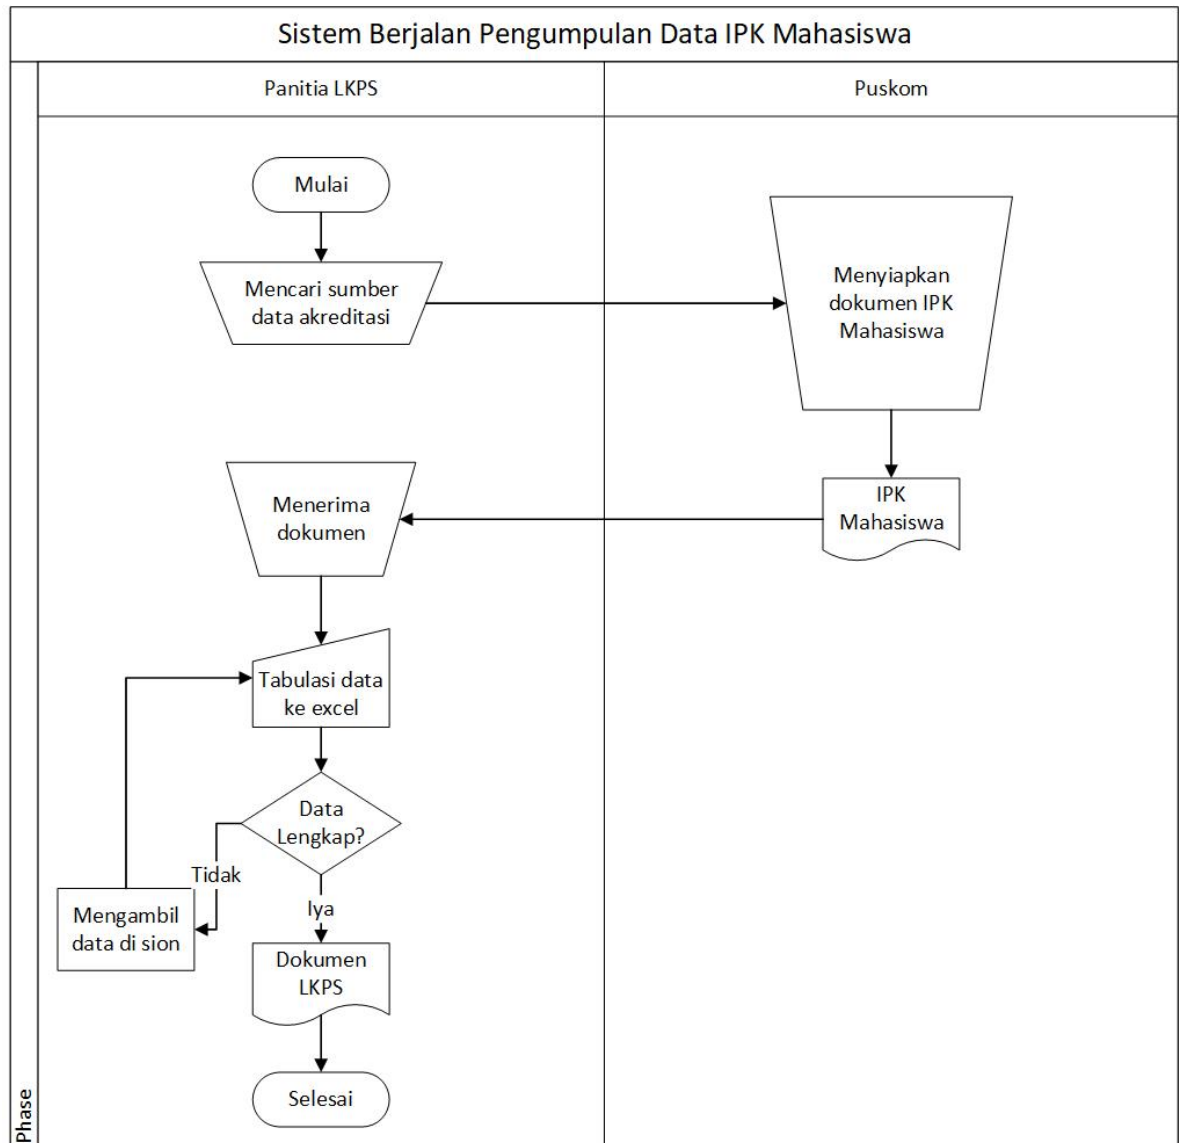 Sistem Berjalan Pengumpulan Data IPK Mahasiswa
Panitia LKPS
Puskom
Mulai
Mencari sumber
data akreditasi
Menyiapkan
dokumen IPK
Mahasiswa
IPK
Mahasiswa
Menerima
dokumen
Tabulasi data
ke excel
Data
Lengkap?
Tidak
Iya
Mengambil
data di sion
Dokumen
LKPS
Selesai
Phase